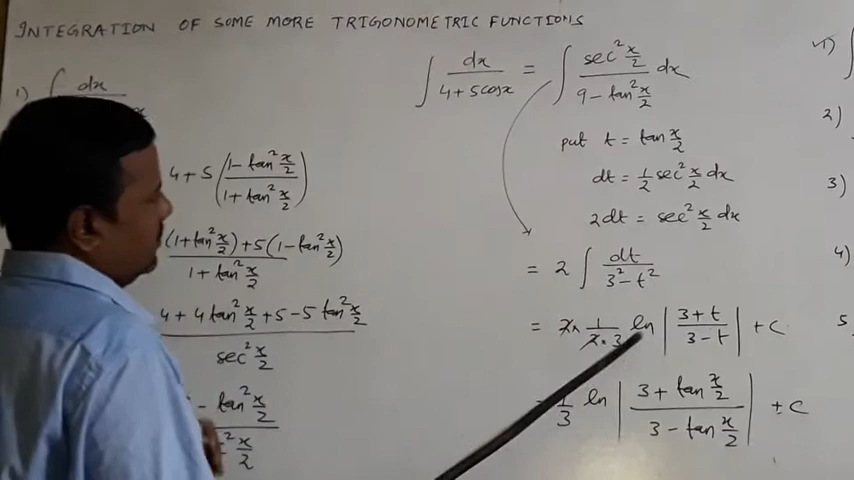 INTEGRATION OF SOME MORE TRIGONOMETRIC FUNCTIONS
1) ∫ dx
4 + 5 ((1 - tan² x/2) / (1 + tan² x/2))
((1 + tan² x/2) + 5(1 - tan² x/2)) / (1 + tan² x/2)
(4 + 4 tan² x/2 + 5 - 5 tan² x/2) / (sec² x/2)
- tan² x/2
x/2
∫ dx / (4 + 5cosx) = ∫ (sec² x/2) / (9 - tan² x/2) dx
put t = tan x/2
dt = 1/2 sec² x/2 dx
2dt = sec² x/2 dx
= 2 ∫ dt / (3² - t²)
= 2 × 1/(2 · 3) ln |(3 + t) / (3 - t)| + C
1/3 ln |(3 + tan x/2) / (3 - tan x/2)| + C
1) ∫
2)
3)
4)
5